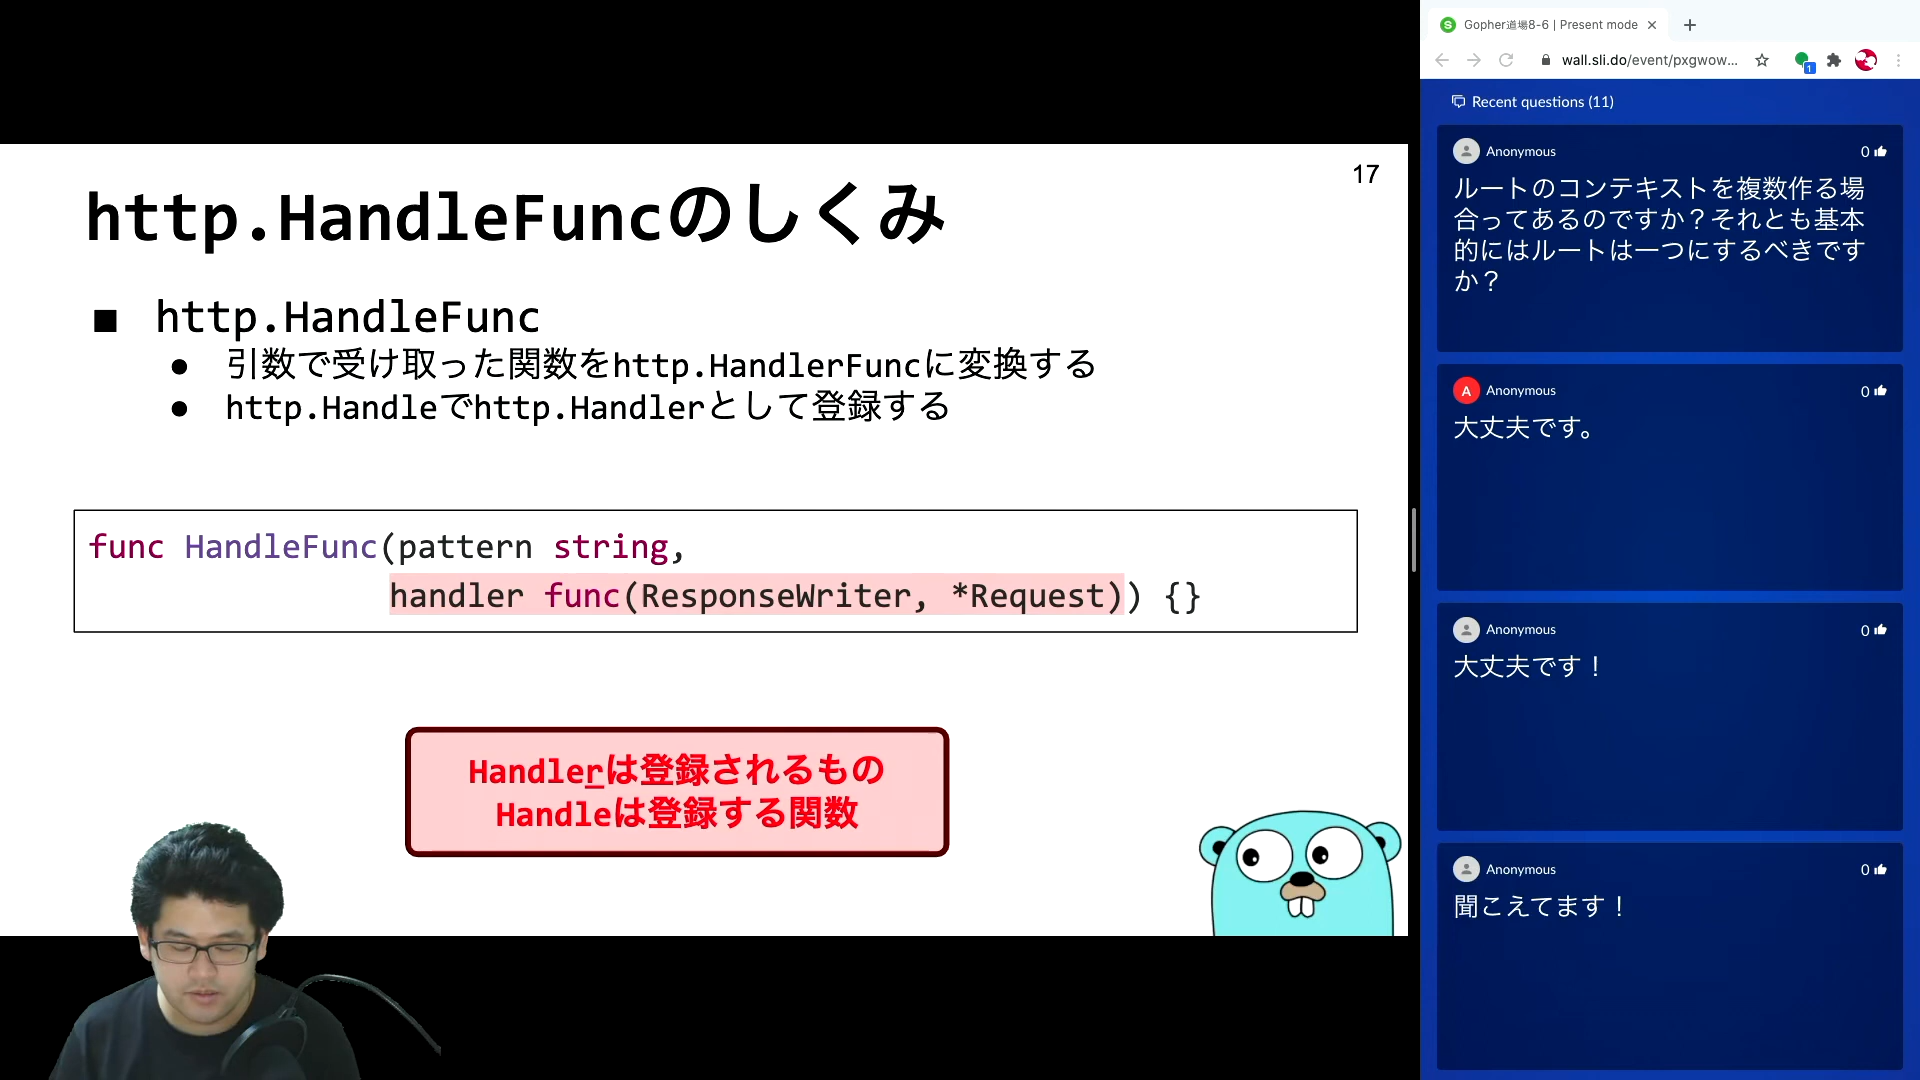 17
http.HandleFuncのしくみ
■ http.HandleFunc
● 引数で受け取った関数をhttp.HandlerFuncに変換する
● http.Handleでhttp.Handlerとして登録する
func HandleFunc(pattern string,
handler func(ResponseWriter, *Request)) {}
Handlerは登録されるもの
Handleは登録する関数
S Gopher道場8-6 | Present mode
wall.sli.do/event/pxgwow...
1
Recent questions (11)
Anonymous 0
ルートのコンテキストを複数作る場
合ってあるのですか？それとも基本
的にはルートは一つにするべきです
か？
A Anonymous 0
大丈夫です。
Anonymous 0
大丈夫です！
Anonymous 0
聞こえてます！